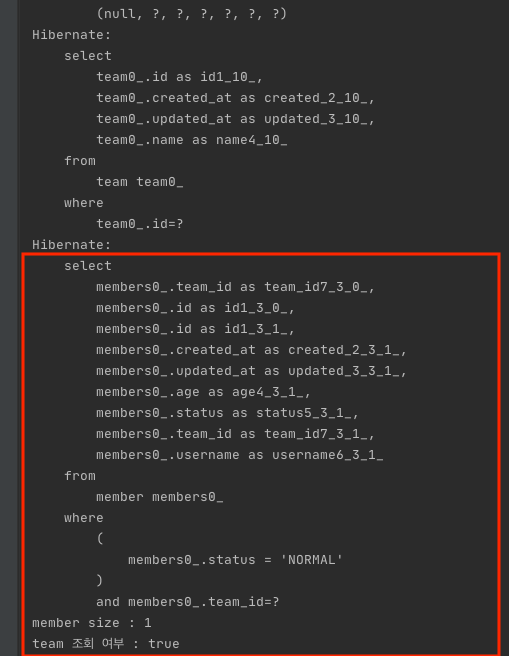 (null, ?, ?, ?, ?, ?, ?)
Hibernate:
select
team0_.id as id1_10_,
team0_.created_at as created_2_10_,
team0_.updated_at as updated_3_10_,
team0_.name as name4_10_
from
team team0_
where
team0_.id=?
Hibernate:
select
members0_.team_id as team_id7_3_0_,
members0_.id as id1_3_0_,
members0_.id as id1_3_1_,
members0_.created_at as created_2_3_1_,
members0_.updated_at as updated_3_3_1_,
members0_.age as age4_3_1_,
members0_.status as status5_3_1_,
members0_.team_id as team_id7_3_1_,
members0_.username as username6_3_1_
from
member members0_
where
(
members0_.status = 'NORMAL'
)
and members0_.team_id=?
member size : 1
team 조회 여부 : true